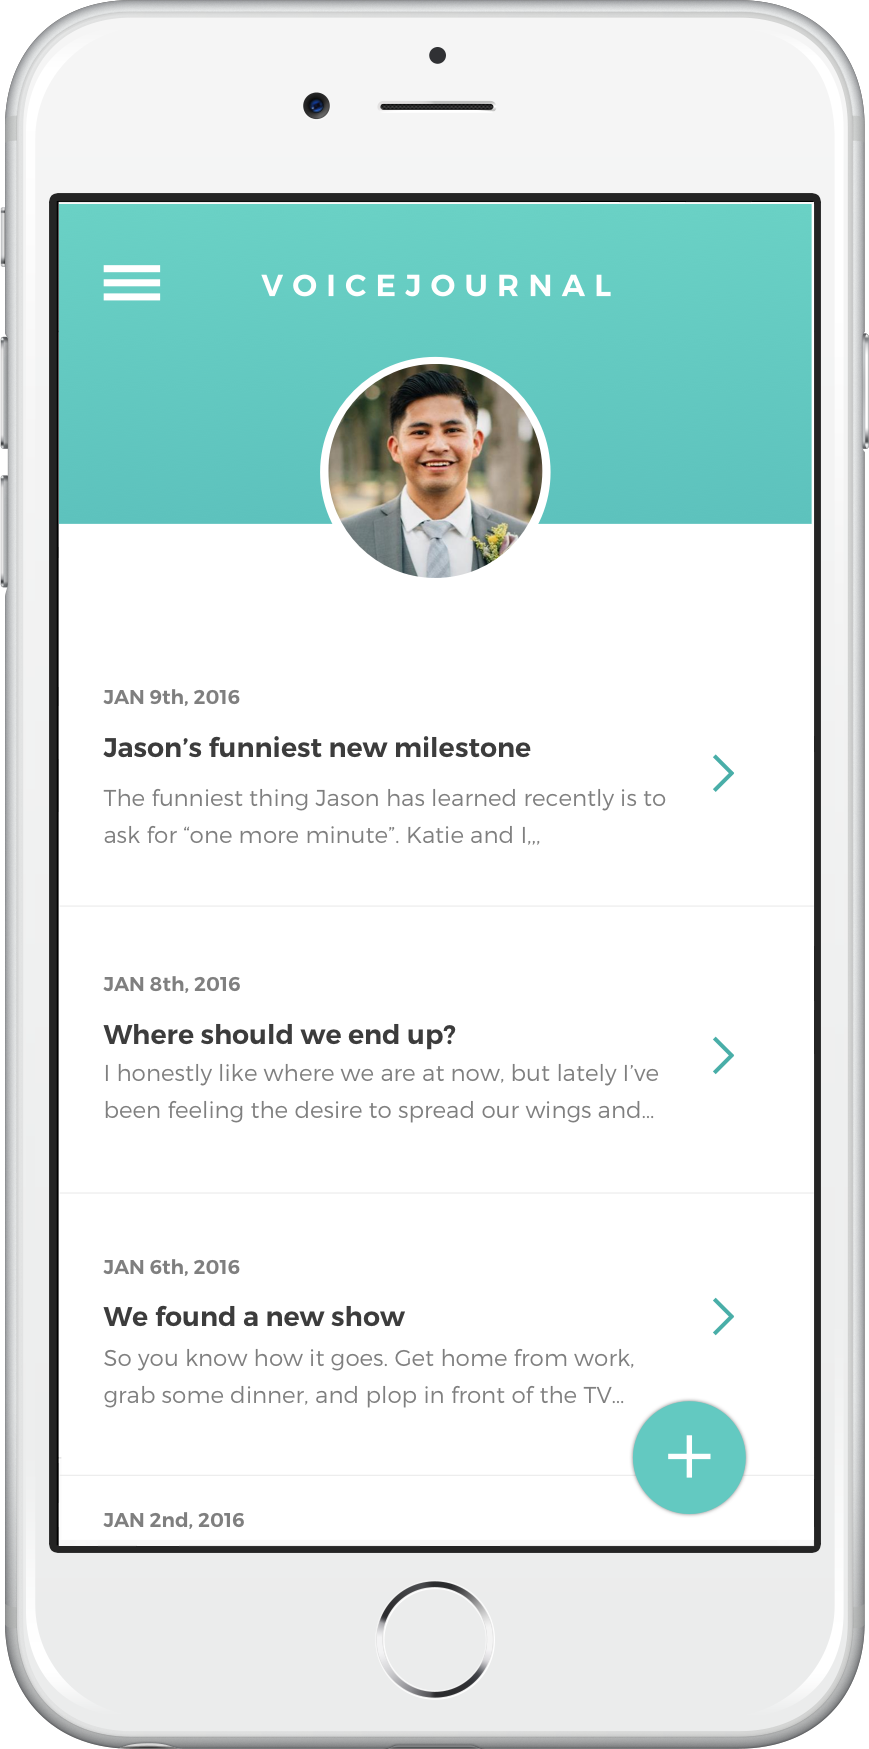 VOICEJOURNAL
JAN 9th, 2016
Jason’s funniest new milestone
The funniest thing Jason has learned recently is to
ask for “one more minute”. Katie and I,,,
JAN 8th, 2016
Where should we end up?
I honestly like where we are at now, but lately I’ve
been feeling the desire to spread our wings and...
JAN 6th, 2016
We found a new show
So you know how it goes. Get home from work,
grab some dinner, and plop in front of the TV...
JAN 2nd, 2016